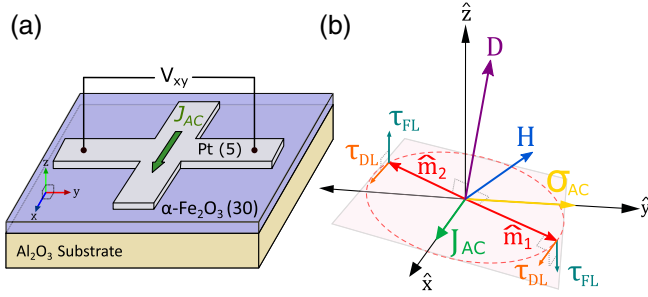 (a)
V_xy
J_AC
Pt (5)
z
y
x
α-Fe₂O₃ (30)
Al₂O₃ Substrate
(b)
ẑ
D
H
τ_FL
τ_DL
m̂₂
σ_AC
ŷ
m̂₁
J_AC
τ_DL
τ_FL
x̂